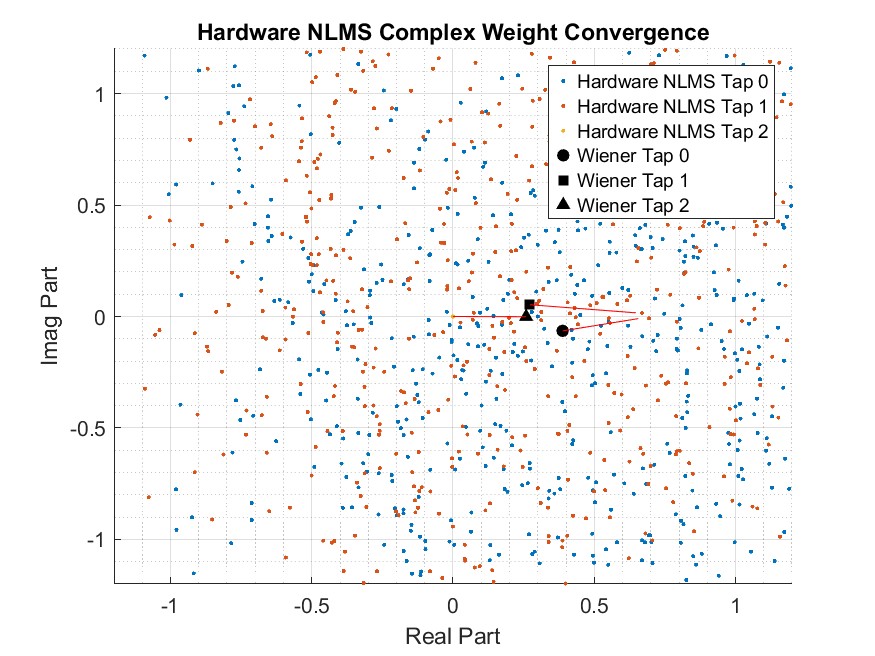 Hardware NLMS Complex Weight Convergence
Hardware NLMS Tap 0
Hardware NLMS Tap 1
Hardware NLMS Tap 2
Wiener Tap 0
Wiener Tap 1
Wiener Tap 2
1
0.5
0
-0.5
-1
Imag Part
-1
-0.5
0
0.5
1
Real Part